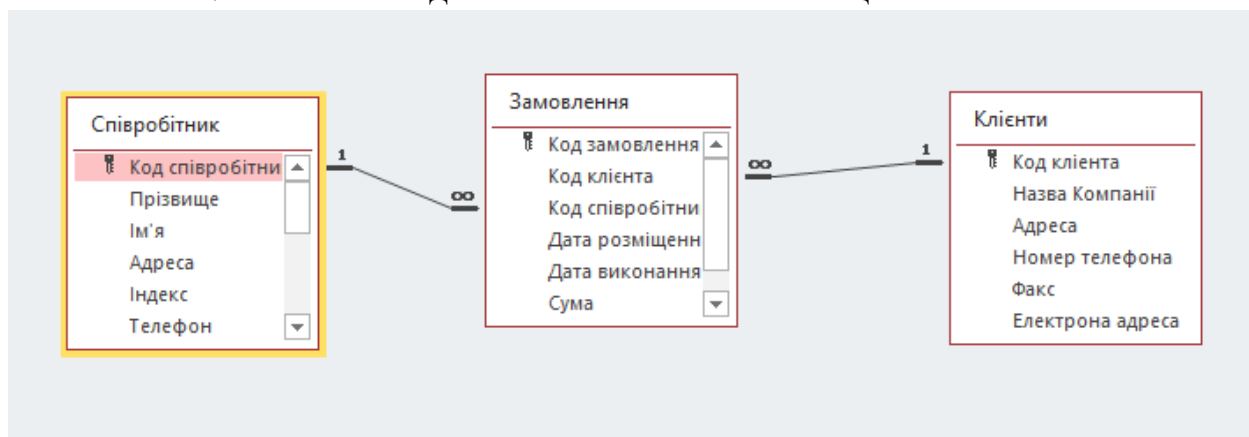 Співробітник
Код співробітни
Прізвище
Ім'я
Адреса
Індекс
Телефон
1
∞
Замовлення
Код замовлення
Код клієнта
Код співробітни
Дата розміщенн
Дата виконання
Сума
∞
1
Клієнти
Код клієнта
Назва Компанії
Адреса
Номер телефона
Факс
Електрона адреса